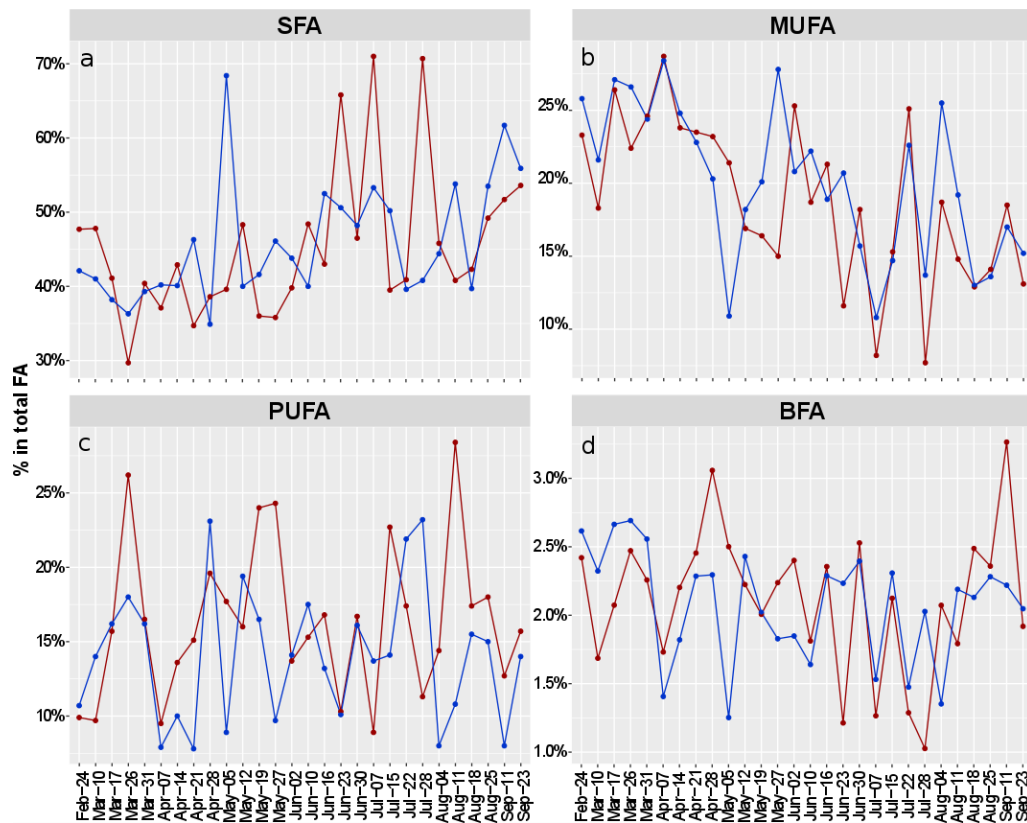 SFA
MUFA
a
70%
60%
50%
40%
30%
b
25%
20%
15%
10%
% in total FA
PUFA
BFA
c
25%
20%
15%
10%
d
3.0%
2.5%
2.0%
1.5%
1.0%
Feb−24
Mar−10
Mar−17
Mar−26
Mar−31
Apr−07
Apr−14
Apr−21
Apr−28
May−05
May−12
May−19
May−27
Jun−02
Jun−10
Jun−16
Jun−23
Jun−30
Jul−07
Jul−15
Jul−22
Jul−28
Aug−04
Aug−11
Aug−18
Aug−25
Sep−11
Sep−23
Feb−24
Mar−10
Mar−17
Mar−26
Mar−31
Apr−07
Apr−14
Apr−21
Apr−28
May−05
May−12
May−19
May−27
Jun−02
Jun−10
Jun−16
Jun−23
Jun−30
Jul−07
Jul−15
Jul−22
Jul−28
Aug−04
Aug−11
Aug−18
Aug−25
Sep−11
Sep−23